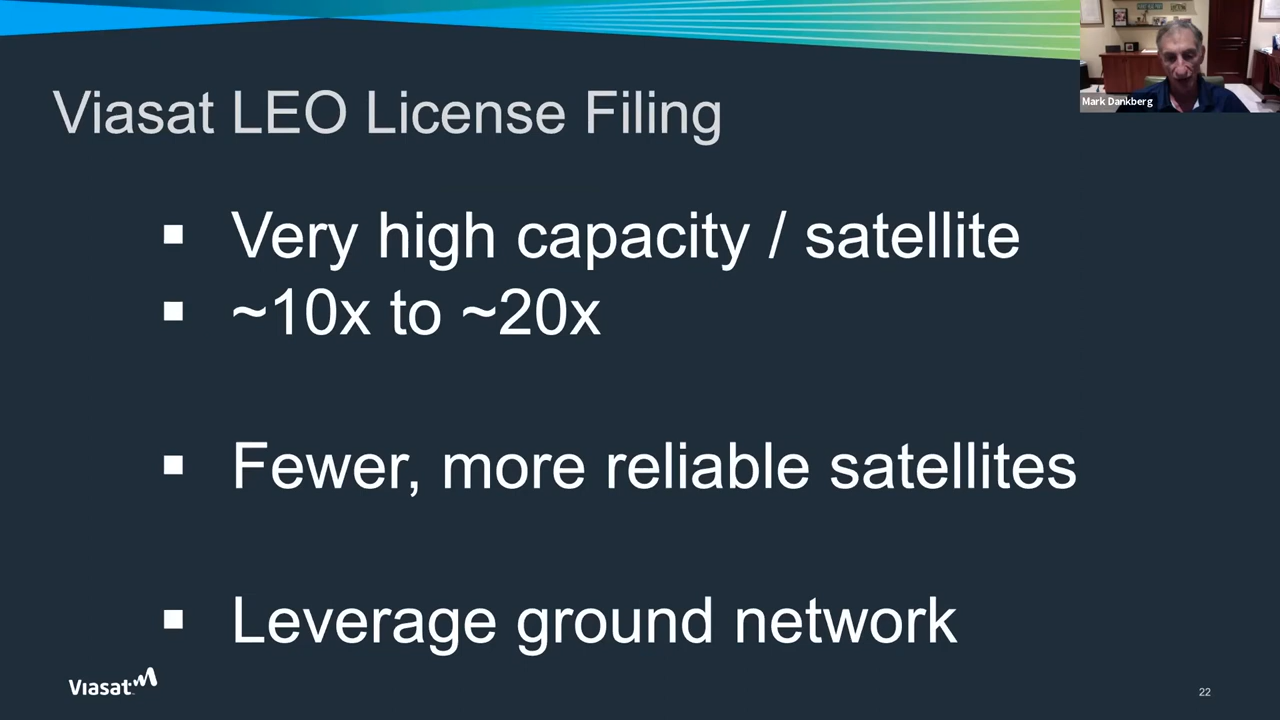 Mark Dankberg
Viasat LEO License Filing
▪ Very high capacity / satellite
▪ ~10x to ~20x
▪ Fewer, more reliable satellites
▪ Leverage ground network
Viasat
22